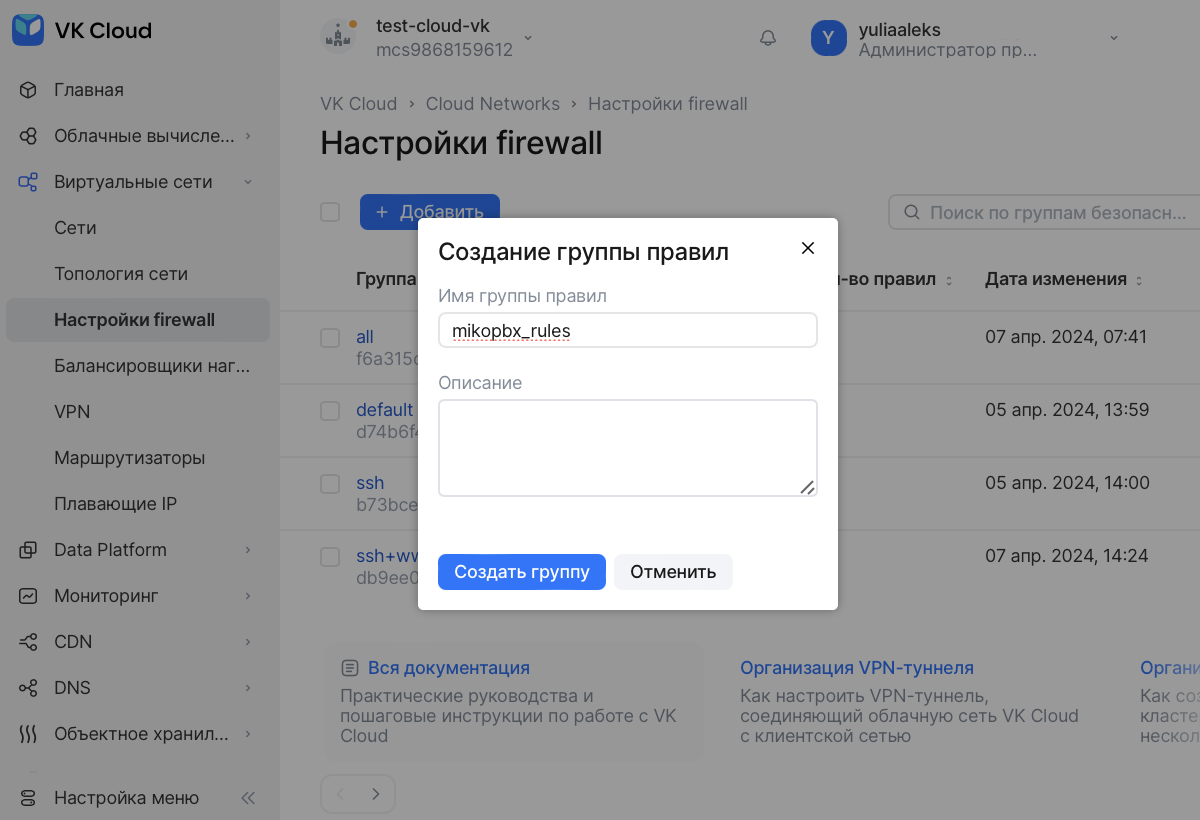 VK Cloud
test-cloud-vk
mcs9868159612
Y
yuliaaleks
Администратор пр...
Главная
Облачные вычисле...
Виртуальные сети
Сети
Топология сети
Настройки firewall
Балансировщики наг...
VPN
Маршрутизаторы
Плавающие IP
Data Platform
Мониторинг
CDN
DNS
Объектное хранил...
Настройка меню
VK Cloud › Cloud Networks › Настройки firewall
Настройки firewall
+ Добавить
Поиск по группам безопасн...
Группа
-во правил
Дата изменения
all
f6a315
07 апр. 2024, 07:41
default
d74b6f
05 апр. 2024, 13:59
ssh
b73bce
05 апр. 2024, 14:00
ssh+w
db9ee0
07 апр. 2024, 14:24
Создание группы правил
Имя группы правил
mikopbx_rules
Описание
Создать группу
Отменить
Вся документация
Практические руководства и
пошаговые инструкции по работе с VK
Cloud
Организация VPN-туннеля
Как настроить VPN-туннель,
соединяющий облачную сеть VK Cloud
с клиентской сетью
Органи
Как соз
класте
нескол